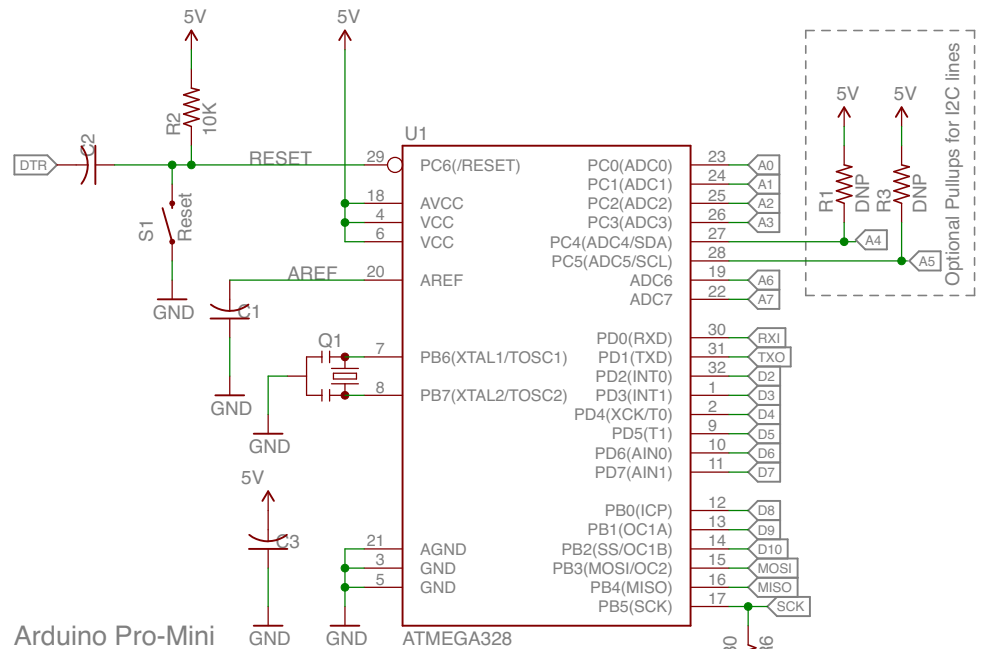 5V
5V
R2
10K
C2
DTR
RESET
S1
Reset
GND
AREF
C1
GND
Q1
GND
5V
C3
GND
GND
Arduino Pro-Mini
U1
29 PC6(/RESET)
18 AVCC
4 VCC
6 VCC
20 AREF
7 PB6(XTAL1/TOSC1)
8 PB7(XTAL2/TOSC2)
21 AGND
3 GND
5 GND
ATMEGA328
PC0(ADC0) 23 A0
PC1(ADC1) 24 A1
PC2(ADC2) 25 A2
PC3(ADC3) 26 A3
PC4(ADC4/SDA) 27 A4
PC5(ADC5/SCL) 28 A5
ADC6 19 A6
ADC7 22 A7
PD0(RXD) 30 RXI
PD1(TXD) 31 TXO
PD2(INT0) 32 D2
PD3(INT1) 1 D3
PD4(XCK/T0) 2 D4
PD5(T1) 9 D5
PD6(AIN0) 10 D6
PD7(AIN1) 11 D7
PB0(ICP) 12 D8
PB1(OC1A) 13 D9
PB2(SS/OC1B) 14 D10
PB3(MOSI/OC2) 15 MOSI
PB4(MISO) 16 MISO
PB5(SCK) 17 SCK
5V
5V
R1
DNP
R3
DNP
Optional Pullups for I2C lines